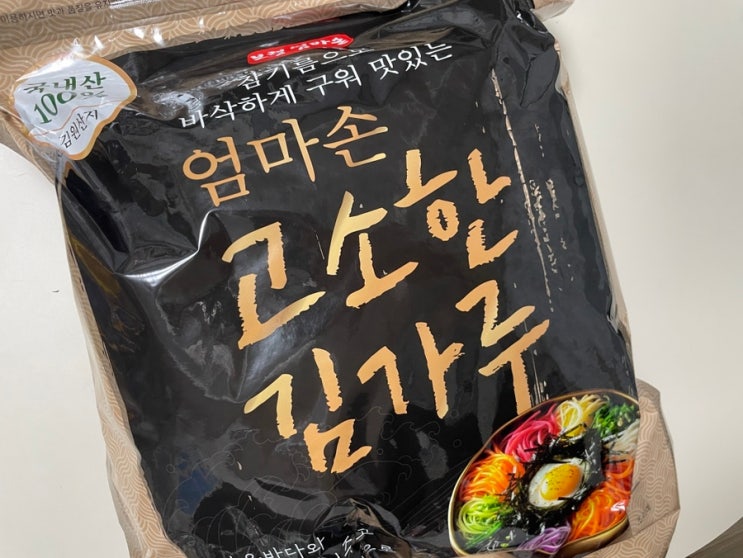 국내산
100%
김원산지
참기름으로
바삭하게 구워 맛있는
엄마손
고소한
김가루